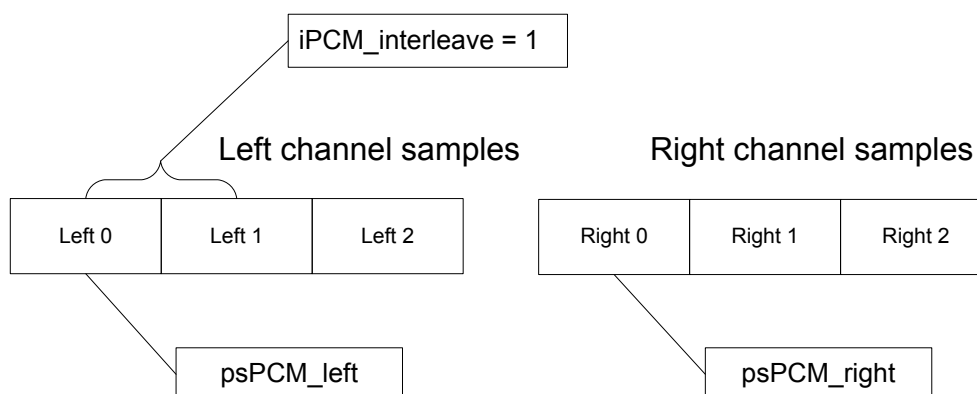 iPCM_interleave = 1
Left channel samples
Right channel samples
Left 0
Left 1
Left 2
Right 0
Right 1
Right 2
psPCM_left
psPCM_right